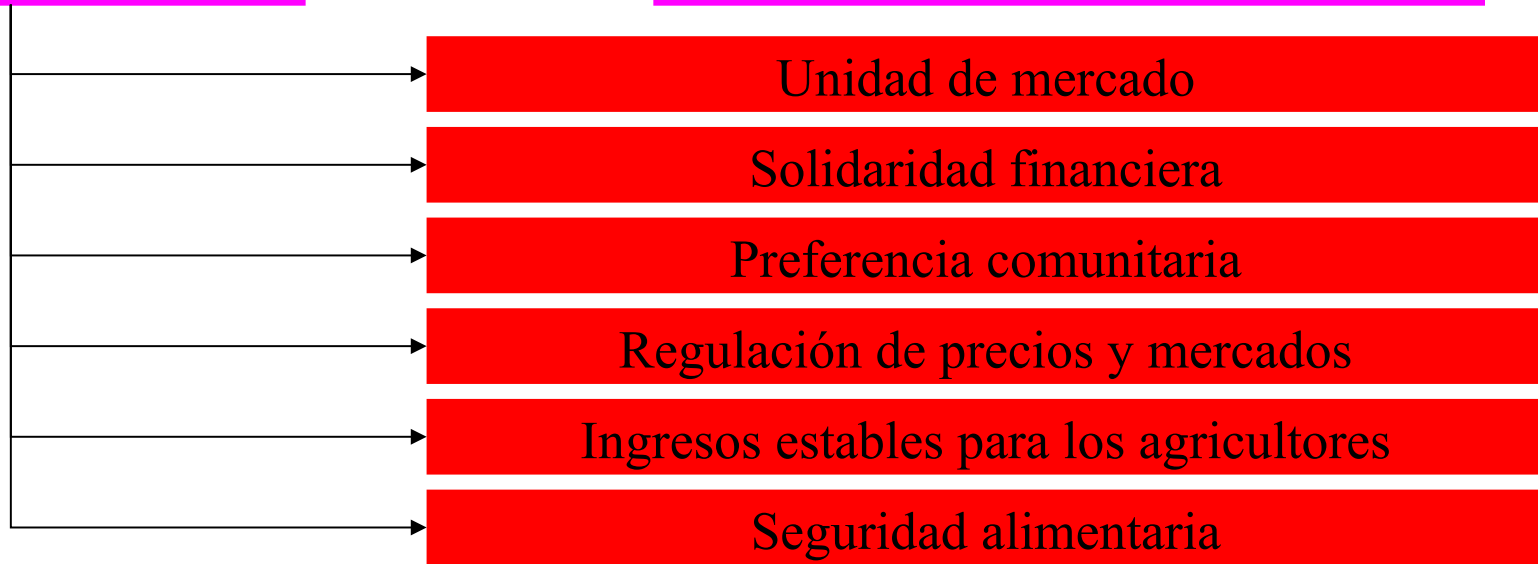 Unidad de mercado
Solidaridad financiera
Preferencia comunitaria
Regulación de precios y mercados
Ingresos estables para los agricultores
Seguridad alimentaria